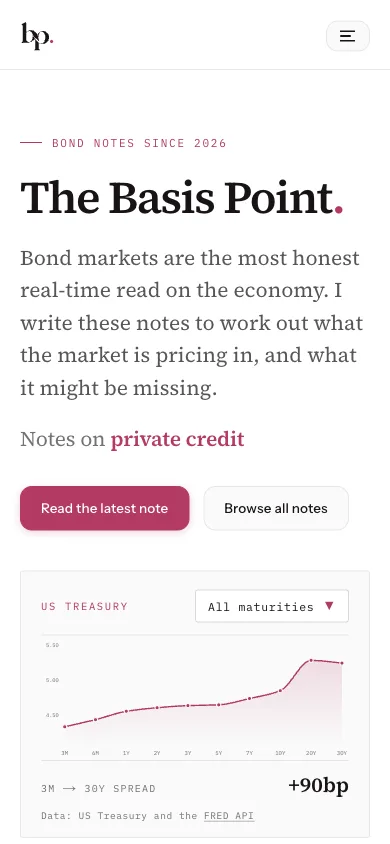 bp.
BOND NOTES SINCE 2026
The Basis Point.
Bond markets are the most honest
real-time read on the economy. I
write these notes to work out what
the market is pricing in, and what
it might be missing.
Notes on private credit
Read the latest note
Browse all notes
US TREASURY
All maturities ▼
5.50
5.00
4.50
3M 6M 1Y 2Y 3Y 5Y 7Y 10Y 20Y 30Y
3M → 30Y SPREAD
+90bp
Data: US Treasury and the FRED API